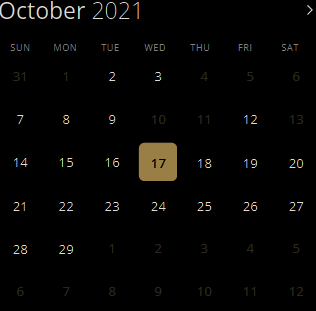 October 2021
SUN MON TUE WED THU FRI SAT
31 1 2 3 4 5 6
7 8 9 10 11 12 13
14 15 16 17 18 19 20
21 22 23 24 25 26 27
28 29 1 2 3 4 5
6 7 8 9 10 11 12